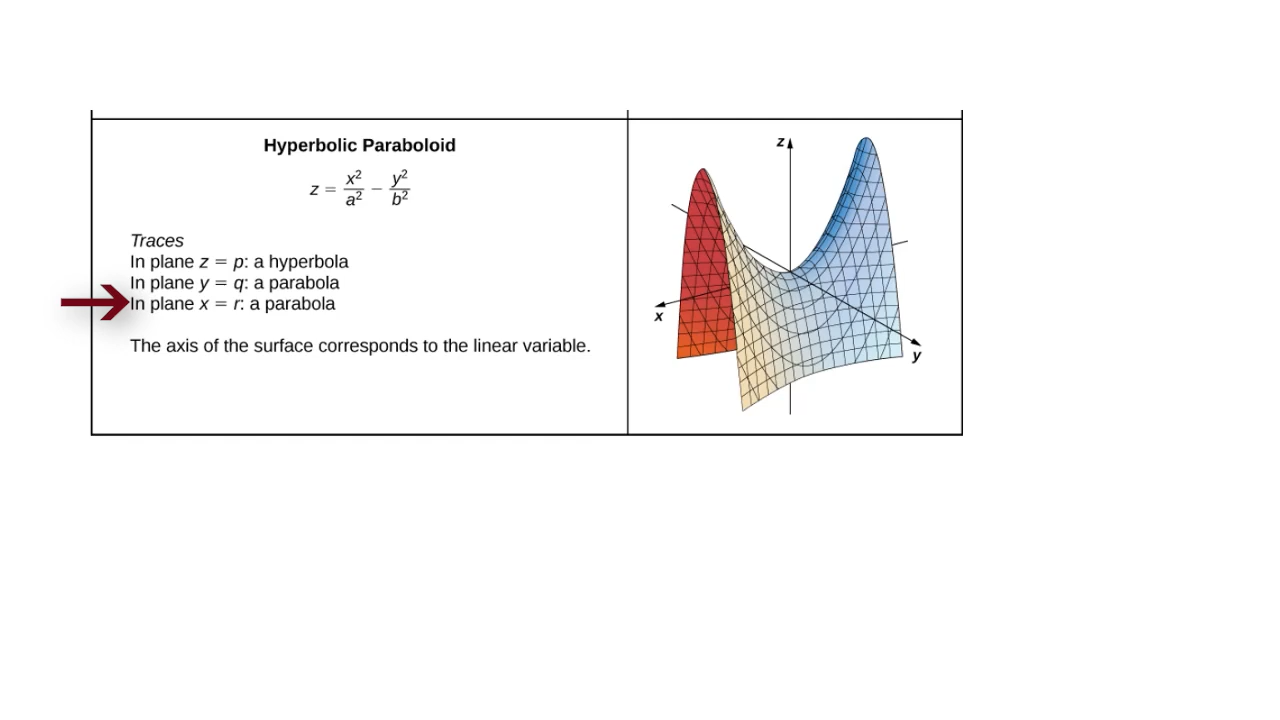 Hyperbolic Paraboloid
z = x²/a² − y²/b²
Traces
In plane z = p: a hyperbola
In plane y = q: a parabola
In plane x = r: a parabola
The axis of the surface corresponds to the linear variable.
z
x
y